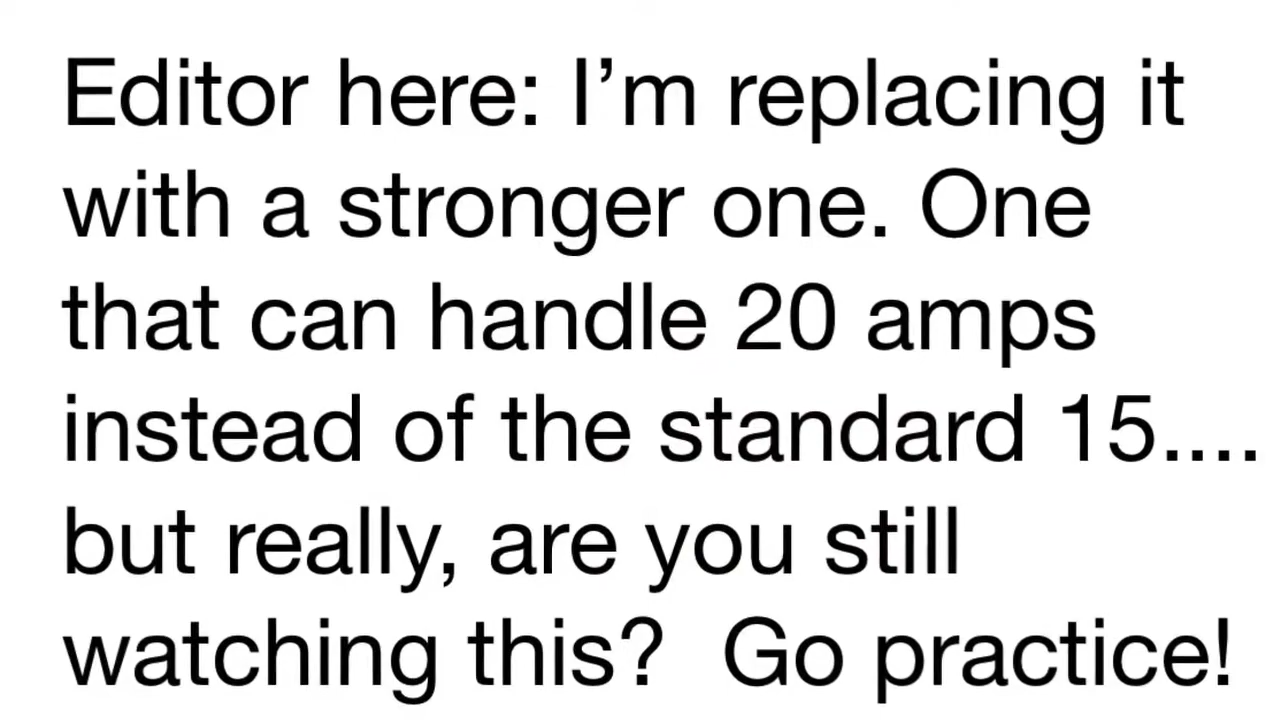 Editor here: I’m replacing it
with a stronger one. One
that can handle 20 amps
instead of the standard 15....
but really, are you still
watching this?  Go practice!